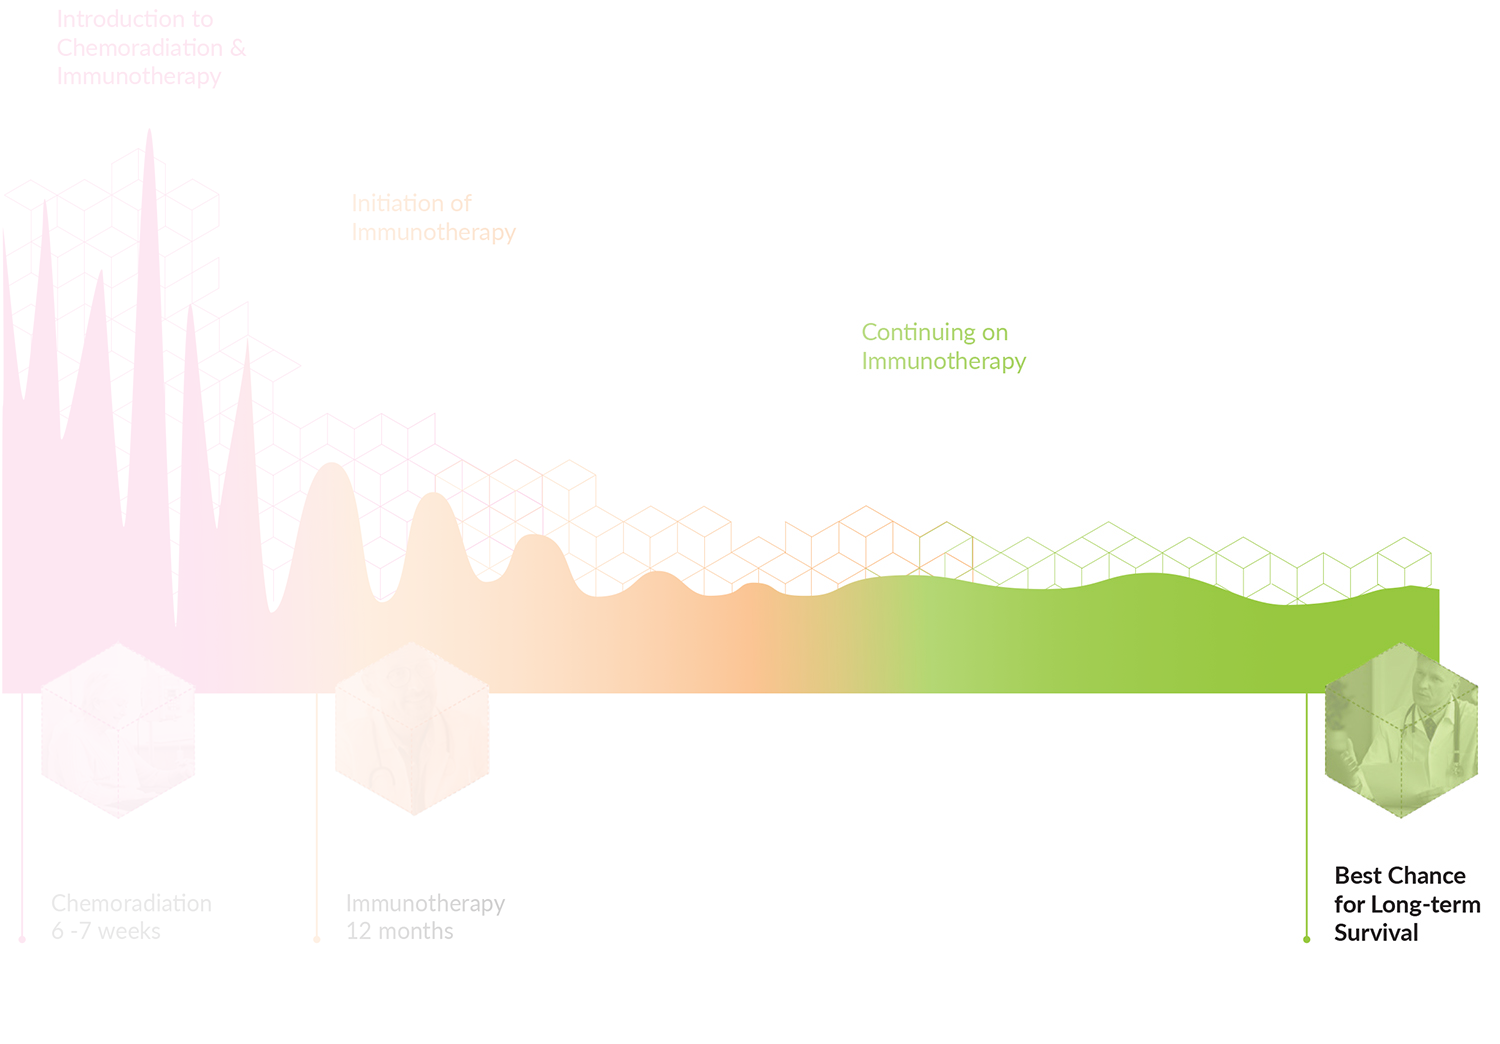 Introduction to
Chemoradiation &
Immunotherapy
Initiation of
Immunotherapy
Continuing on
Immunotherapy
Chemoradiation
6 -7 weeks
Immunotherapy
12 months
Best Chance
for Long-term
Survival